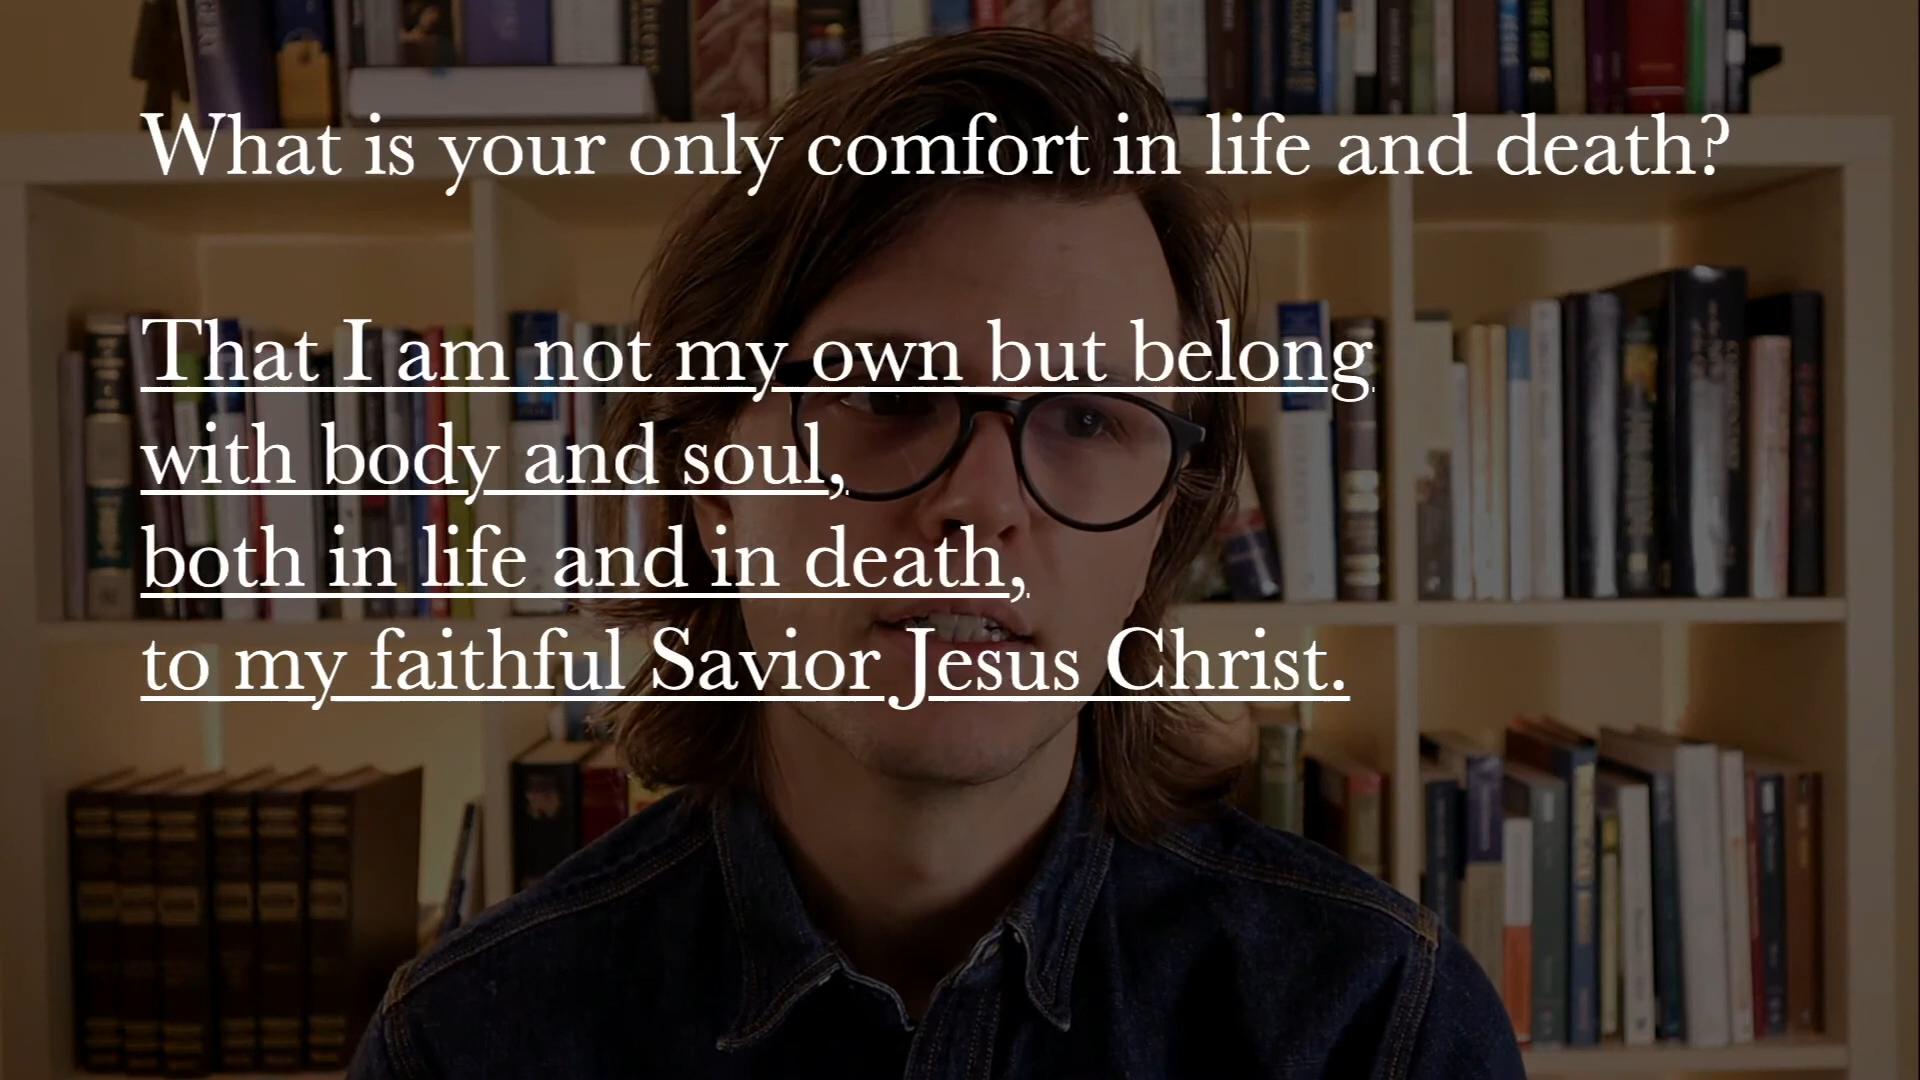 What is your only comfort in life and death?
That I am not my own but belong
with body and soul,
both in life and in death,
to my faithful Savior Jesus Christ.